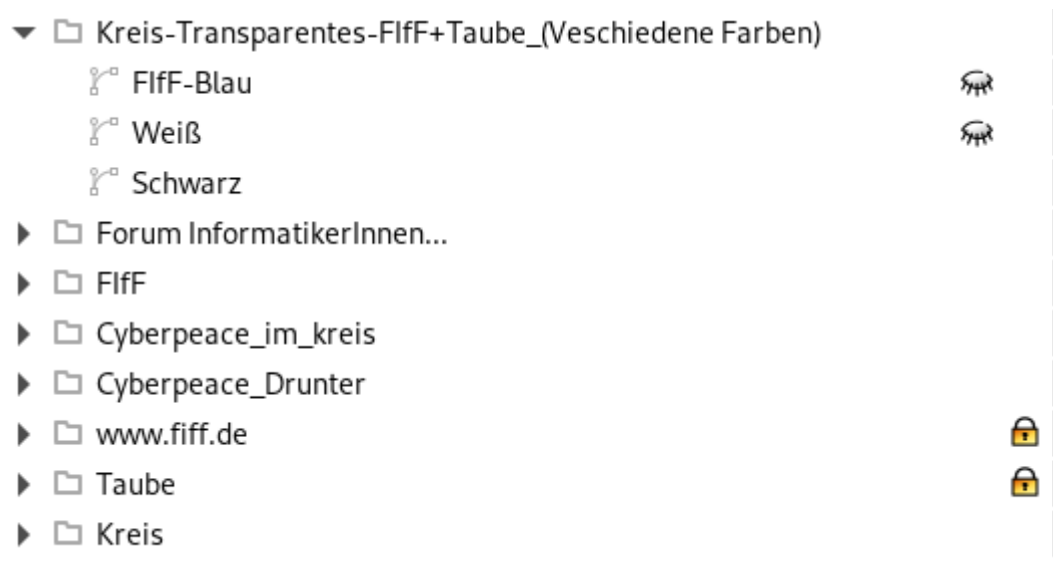 Kreis-Transparentes-FIfF+Taube_(Veschiedene Farben)
FIfF-Blau
Weiß
Schwarz
Forum InformatikerInnen...
FIfF
Cyberpeace_im_kreis
Cyberpeace_Drunter
www.fiff.de
Taube
Kreis